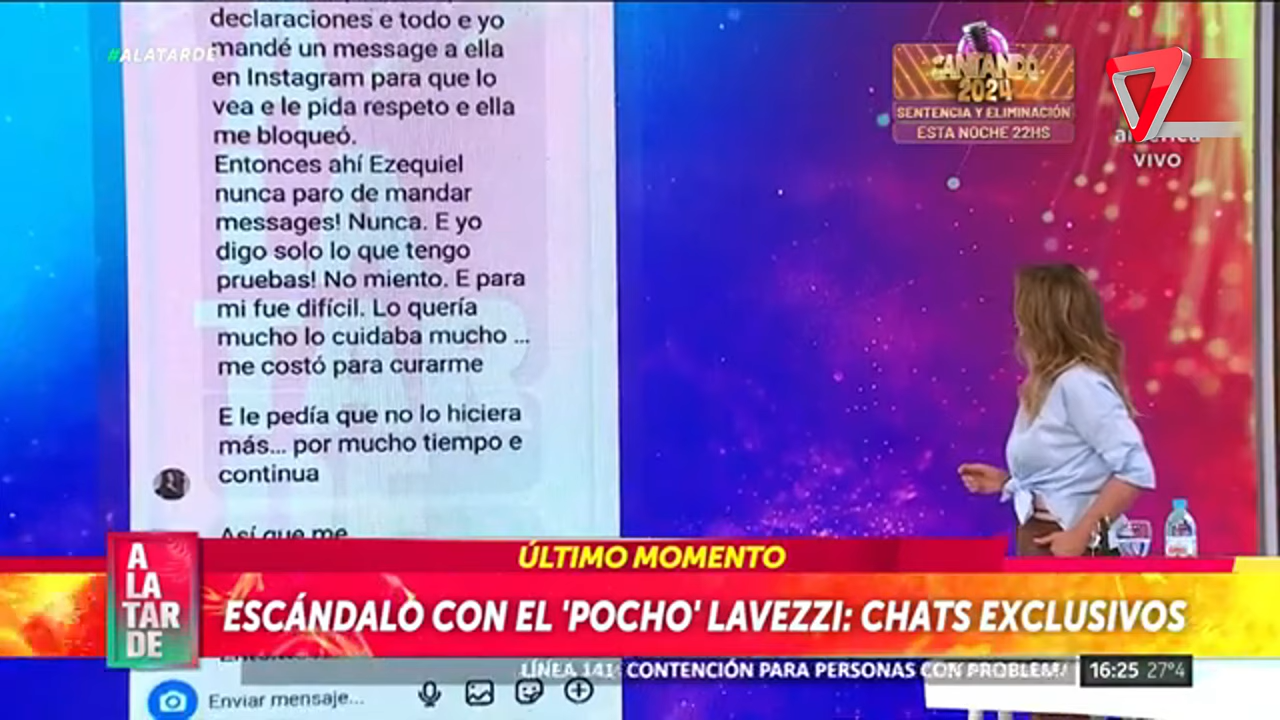 declaraciones e todo e yo
mandé un message a ella
en Instagram para que lo
vea e le pida respeto e ella
me bloqueó.
Entonces ahí Ezequiel
nunca paro de mandar
messages! Nunca. E yo
digo solo lo que tengo
pruebas! No miento. E para
mi fue difícil. Lo quería
mucho lo cuidaba mucho ...
me costó para curarme
E le pedía que no lo hiciera
más... por mucho tiempo e
continua
Así que me
#ALATARDE
CANTANDO
2024
SENTENCIA Y ELIMINACIÓN
ESTA NOCHE 22HS
américa
VIVO
A
LA
TAR
DE
ÚLTIMO MOMENTO
ESCÁNDALO CON EL 'POCHO' LAVEZZI: CHATS EXCLUSIVOS
LÍNEA 141 CONTENCIÓN PARA PERSONAS CON PROBLEMA
16:25 27°4
Enviar mensaje...